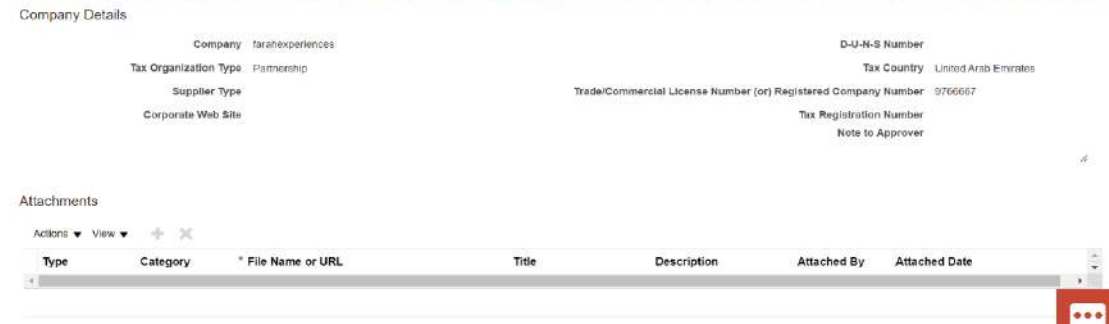 Company Details
Company farahexperiences
D-U-N-S Number
Tax Organization Type Partnership
Tax Country United Arab Emirates
Supplier Type
Trade/Commercial License Number (or) Registered Company Number 9766667
Corporate Web Site
Tax Registration Number
Note to Approver
Attachments
Actions View
Type Category * File Name or URL Title Description Attached By Attached Date